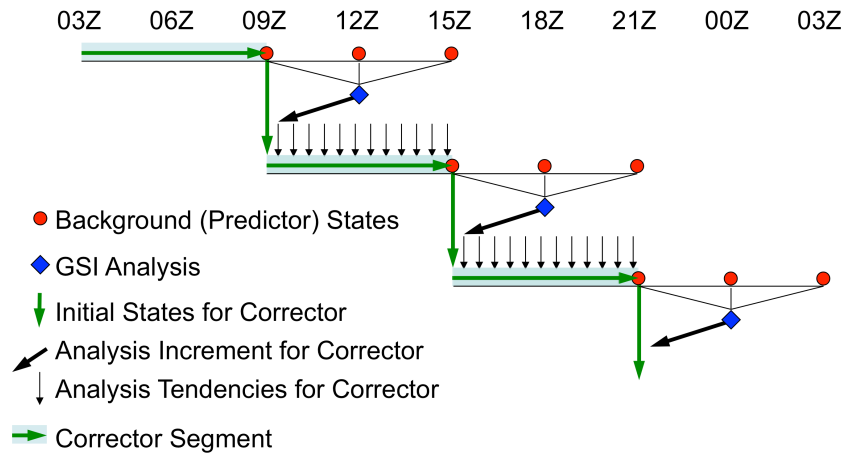 03Z 06Z 09Z 12Z 15Z 18Z 21Z 00Z 03Z
Background (Predictor) States
GSI Analysis
Initial States for Corrector
Analysis Increment for Corrector
Analysis Tendencies for Corrector
Corrector Segment